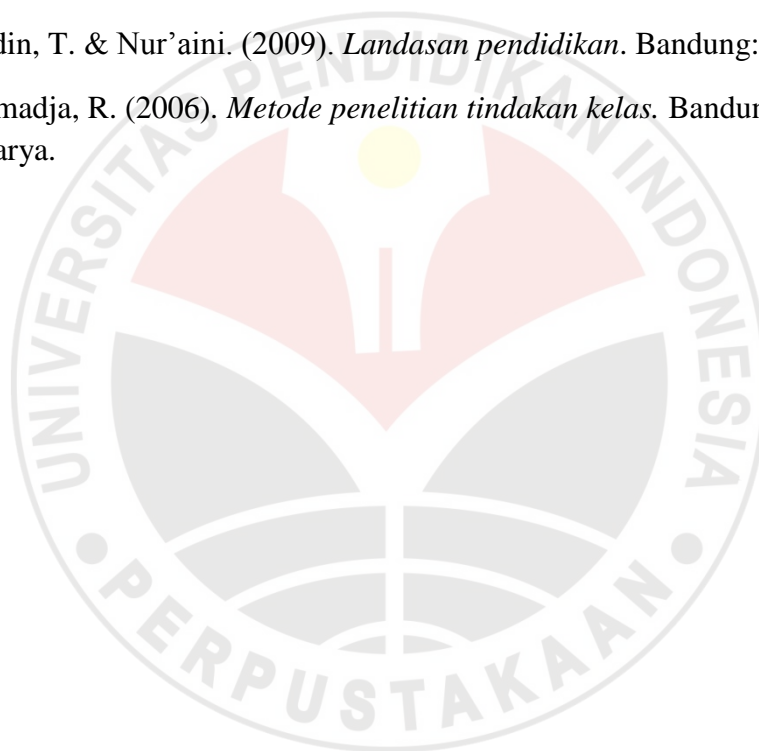 din, T. & Nur’aini. (2009). Landasan pendidikan. Bandung:
madja, R. (2006). Metode penelitian tindakan kelas. Bandun
arya.
UNIVERSITAS PENDIDIKAN INDONESIA
PERPUSTAKAAN